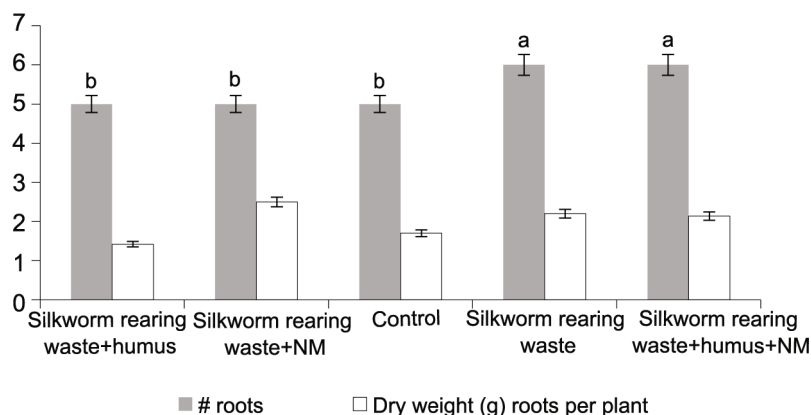 7
6
5
4
3
2
1
0
b
b
b
a
a
Silkworm rearing
waste+humus
Silkworm rearing
waste+NM
Control
Silkworm rearing
waste
Silkworm rearing
waste+humus+NM
# roots
Dry weight (g) roots per plant